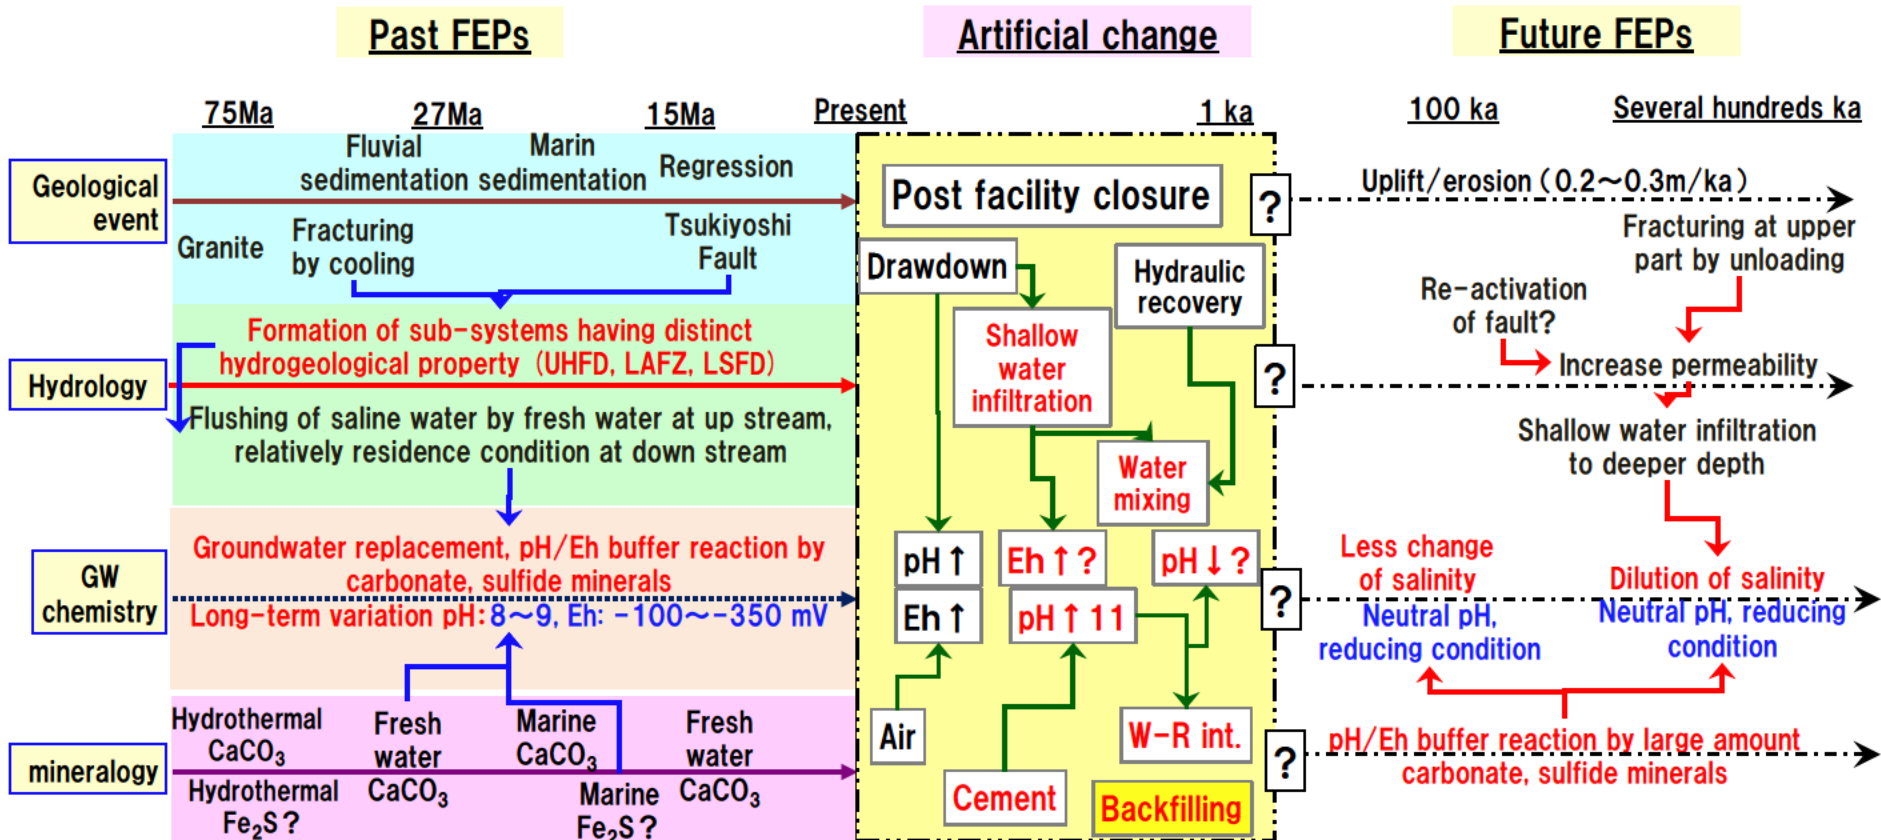 Past FEPs
Artificial change
Future FEPs
75Ma
27Ma
15Ma
Present
1 ka
100 ka
Several hundreds ka
Geological
event
Fluvial
sedimentation
Marin
sedimentation
Regression
Granite
Fracturing
by cooling
Tsukiyoshi
Fault
Hydrology
Formation of sub-systems having distinct
hydrogeological property (UHFD, LAFZ, LSFD)
Flushing of saline water by fresh water at up stream,
relatively residence condition at down stream
GW
chemistry
Groundwater replacement, pH/Eh buffer reaction by
carbonate, sulfide minerals
Long-term variation pH: 8～9, Eh: -100～-350 mV
mineralogy
Hydrothermal
CaCO₃
Fresh
water
CaCO₃
Marine
CaCO₃
Fresh
water
CaCO₃
Hydrothermal
Fe₂S?
Marine
Fe₂S?
Post facility closure
Drawdown
Hydraulic
recovery
Shallow
water
infiltration
Water
mixing
pH↑
Eh↑
Eh↑?
pH↑11
pH↓?
Air
Cement
W-R int.
Backfilling
?
?
?
?
Uplift/erosion (0.2～0.3m/ka)
Fracturing at upper
part by unloading
Re-activation
of fault?
Increase permeability
Shallow water infiltration
to deeper depth
Less change
of salinity
Neutral pH,
reducing condition
Dilution of salinity
Neutral pH, reducing
condition
pH/Eh buffer reaction by large amount
carbonate, sulfide minerals